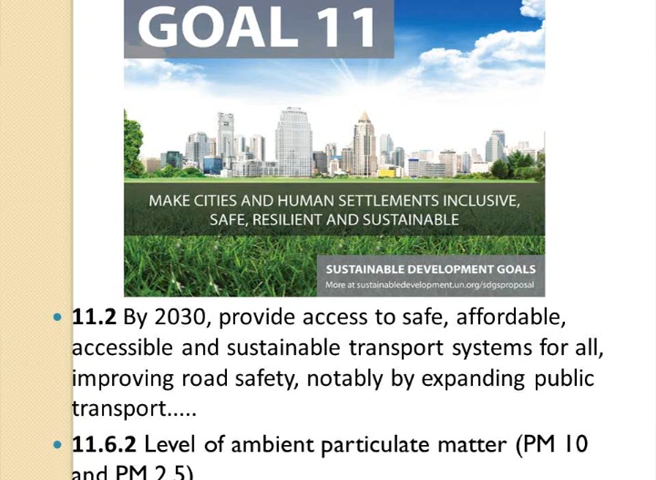 GOAL 11
MAKE CITIES AND HUMAN SETTLEMENTS INCLUSIVE,
SAFE, RESILIENT AND SUSTAINABLE
SUSTAINABLE DEVELOPMENT GOALS
More at sustainabledevelopment.un.org/sdgsproposal
• 11.2 By 2030, provide access to safe, affordable,
accessible and sustainable transport systems for all,
improving road safety, notably by expanding public
transport.....
• 11.6.2 Level of ambient particulate matter (PM 10
and PM 2.5)